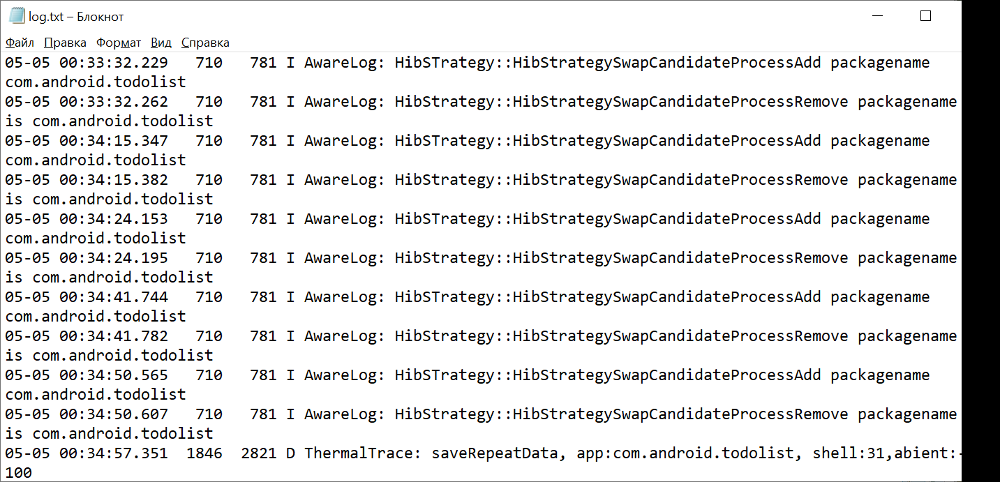 log.txt – Блокнот
Файл Правка Формат Вид Справка
05-05 00:33:32.229   710   781 I AwareLog: HibSTrategy::HibStrategySwapCandidateProcessAdd packagename
com.android.todolist
05-05 00:33:32.262   710   781 I AwareLog: HibStrategy::HibStrategySwapCandidateProcessRemove packagename
is com.android.todolist
05-05 00:34:15.347   710   781 I AwareLog: HibSTrategy::HibStrategySwapCandidateProcessAdd packagename
com.android.todolist
05-05 00:34:15.382   710   781 I AwareLog: HibStrategy::HibStrategySwapCandidateProcessRemove packagename
is com.android.todolist
05-05 00:34:24.153   710   781 I AwareLog: HibSTrategy::HibStrategySwapCandidateProcessAdd packagename
com.android.todolist
05-05 00:34:24.195   710   781 I AwareLog: HibStrategy::HibStrategySwapCandidateProcessRemove packagename
is com.android.todolist
05-05 00:34:41.744   710   781 I AwareLog: HibSTrategy::HibStrategySwapCandidateProcessAdd packagename
com.android.todolist
05-05 00:34:41.782   710   781 I AwareLog: HibStrategy::HibStrategySwapCandidateProcessRemove packagename
is com.android.todolist
05-05 00:34:50.565   710   781 I AwareLog: HibSTrategy::HibStrategySwapCandidateProcessAdd packagename
com.android.todolist
05-05 00:34:50.607   710   781 I AwareLog: HibStrategy::HibStrategySwapCandidateProcessRemove packagename
is com.android.todolist
05-05 00:34:57.351  1846  2821 D ThermalTrace: saveRepeatData, app:com.android.todolist, shell:31,abient:-
100